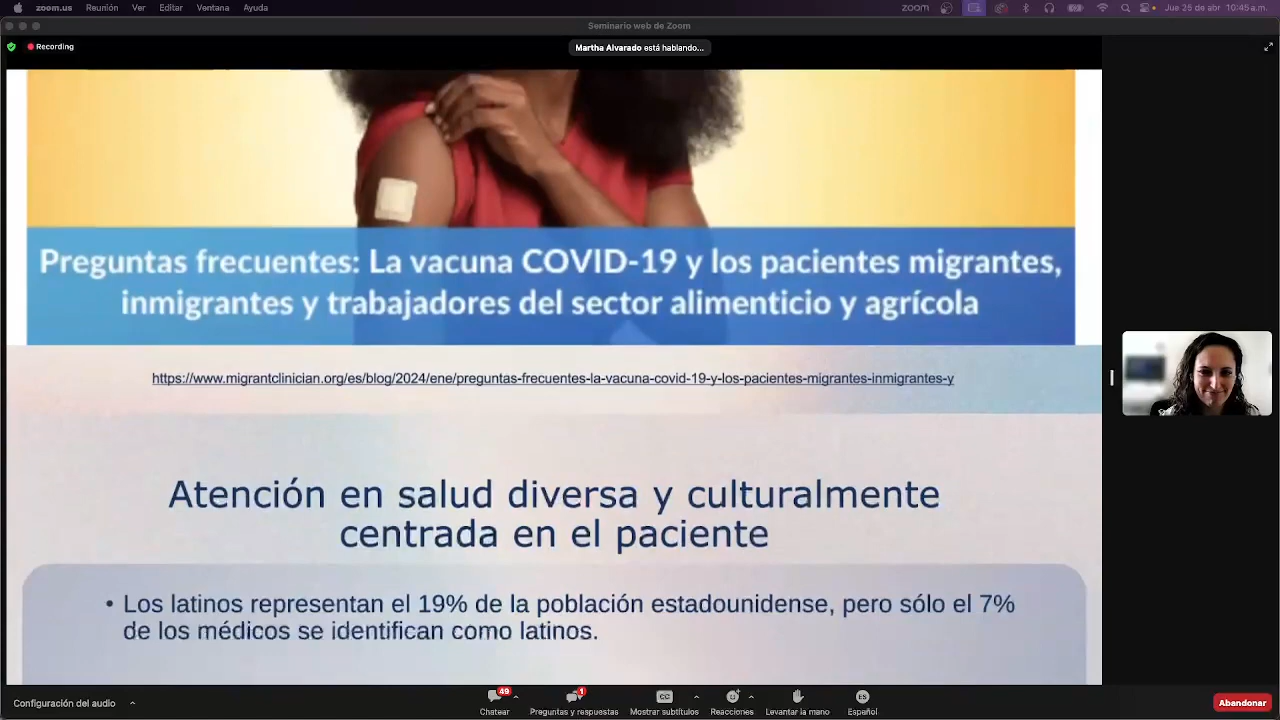 zoom.us Reunión Ver Editar Ventana Ayuda
zoom
Jue 25 de abr 10:45 a.m.
Seminario web de Zoom
Recording
Martha Alvarado está hablando...
Preguntas frecuentes: La vacuna COVID-19 y los pacientes migrantes,
inmigrantes y trabajadores del sector alimenticio y agrícola
https://www.migrantclinician.org/es/blog/2024/ene/preguntas-frecuentes-la-vacuna-covid-19-y-los-pacientes-migrantes-inmigrantes-y
Atención en salud diversa y culturalmente
centrada en el paciente
• Los latinos representan el 19% de la población estadounidense, pero sólo el 7%
de los médicos se identifican como latinos.
Configuración del audio
49
Chatear
1
Preguntas y respuestas
CC
Mostrar subtítulos
Reacciones
Levantar la mano
ES
Español
Abandonar